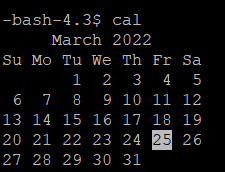 -bash-4.3$ cal
     March 2022
Su Mo Tu We Th Fr Sa
       1  2  3  4  5
 6  7  8  9 10 11 12
13 14 15 16 17 18 19
20 21 22 23 24 25 26
27 28 29 30 31